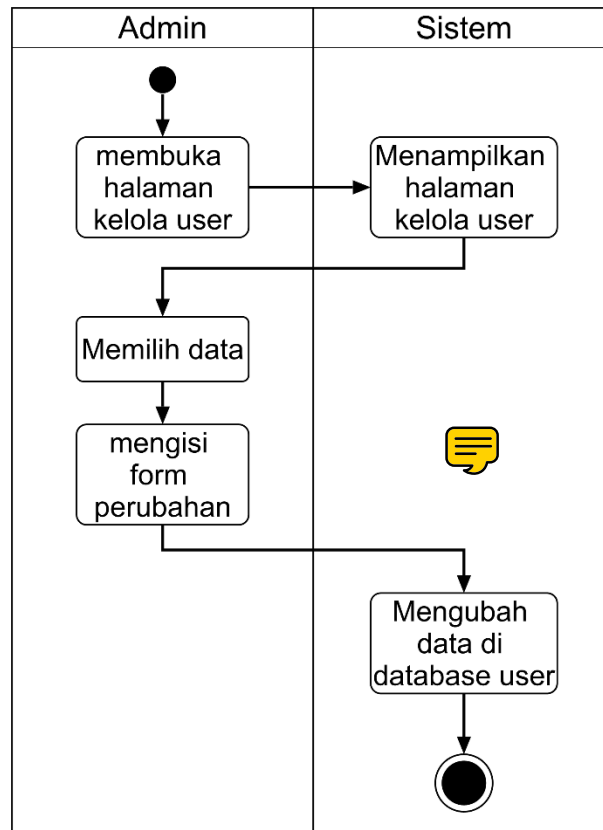 Admin
Sistem
membuka
halaman
kelola user
Menampilkan
halaman
kelola user
Memilih data
mengisi
form
perubahan
Mengubah
data di
database user